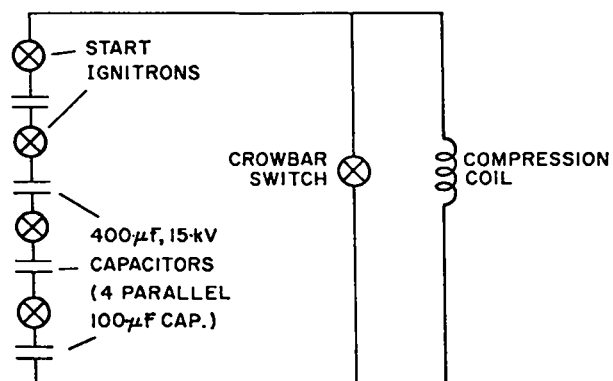 START
IGNITRONS
CROWBAR
SWITCH
COMPRESSION
COIL
400-μF, 15-kV
CAPACITORS
(4 PARALLEL
100-μF CAP.)